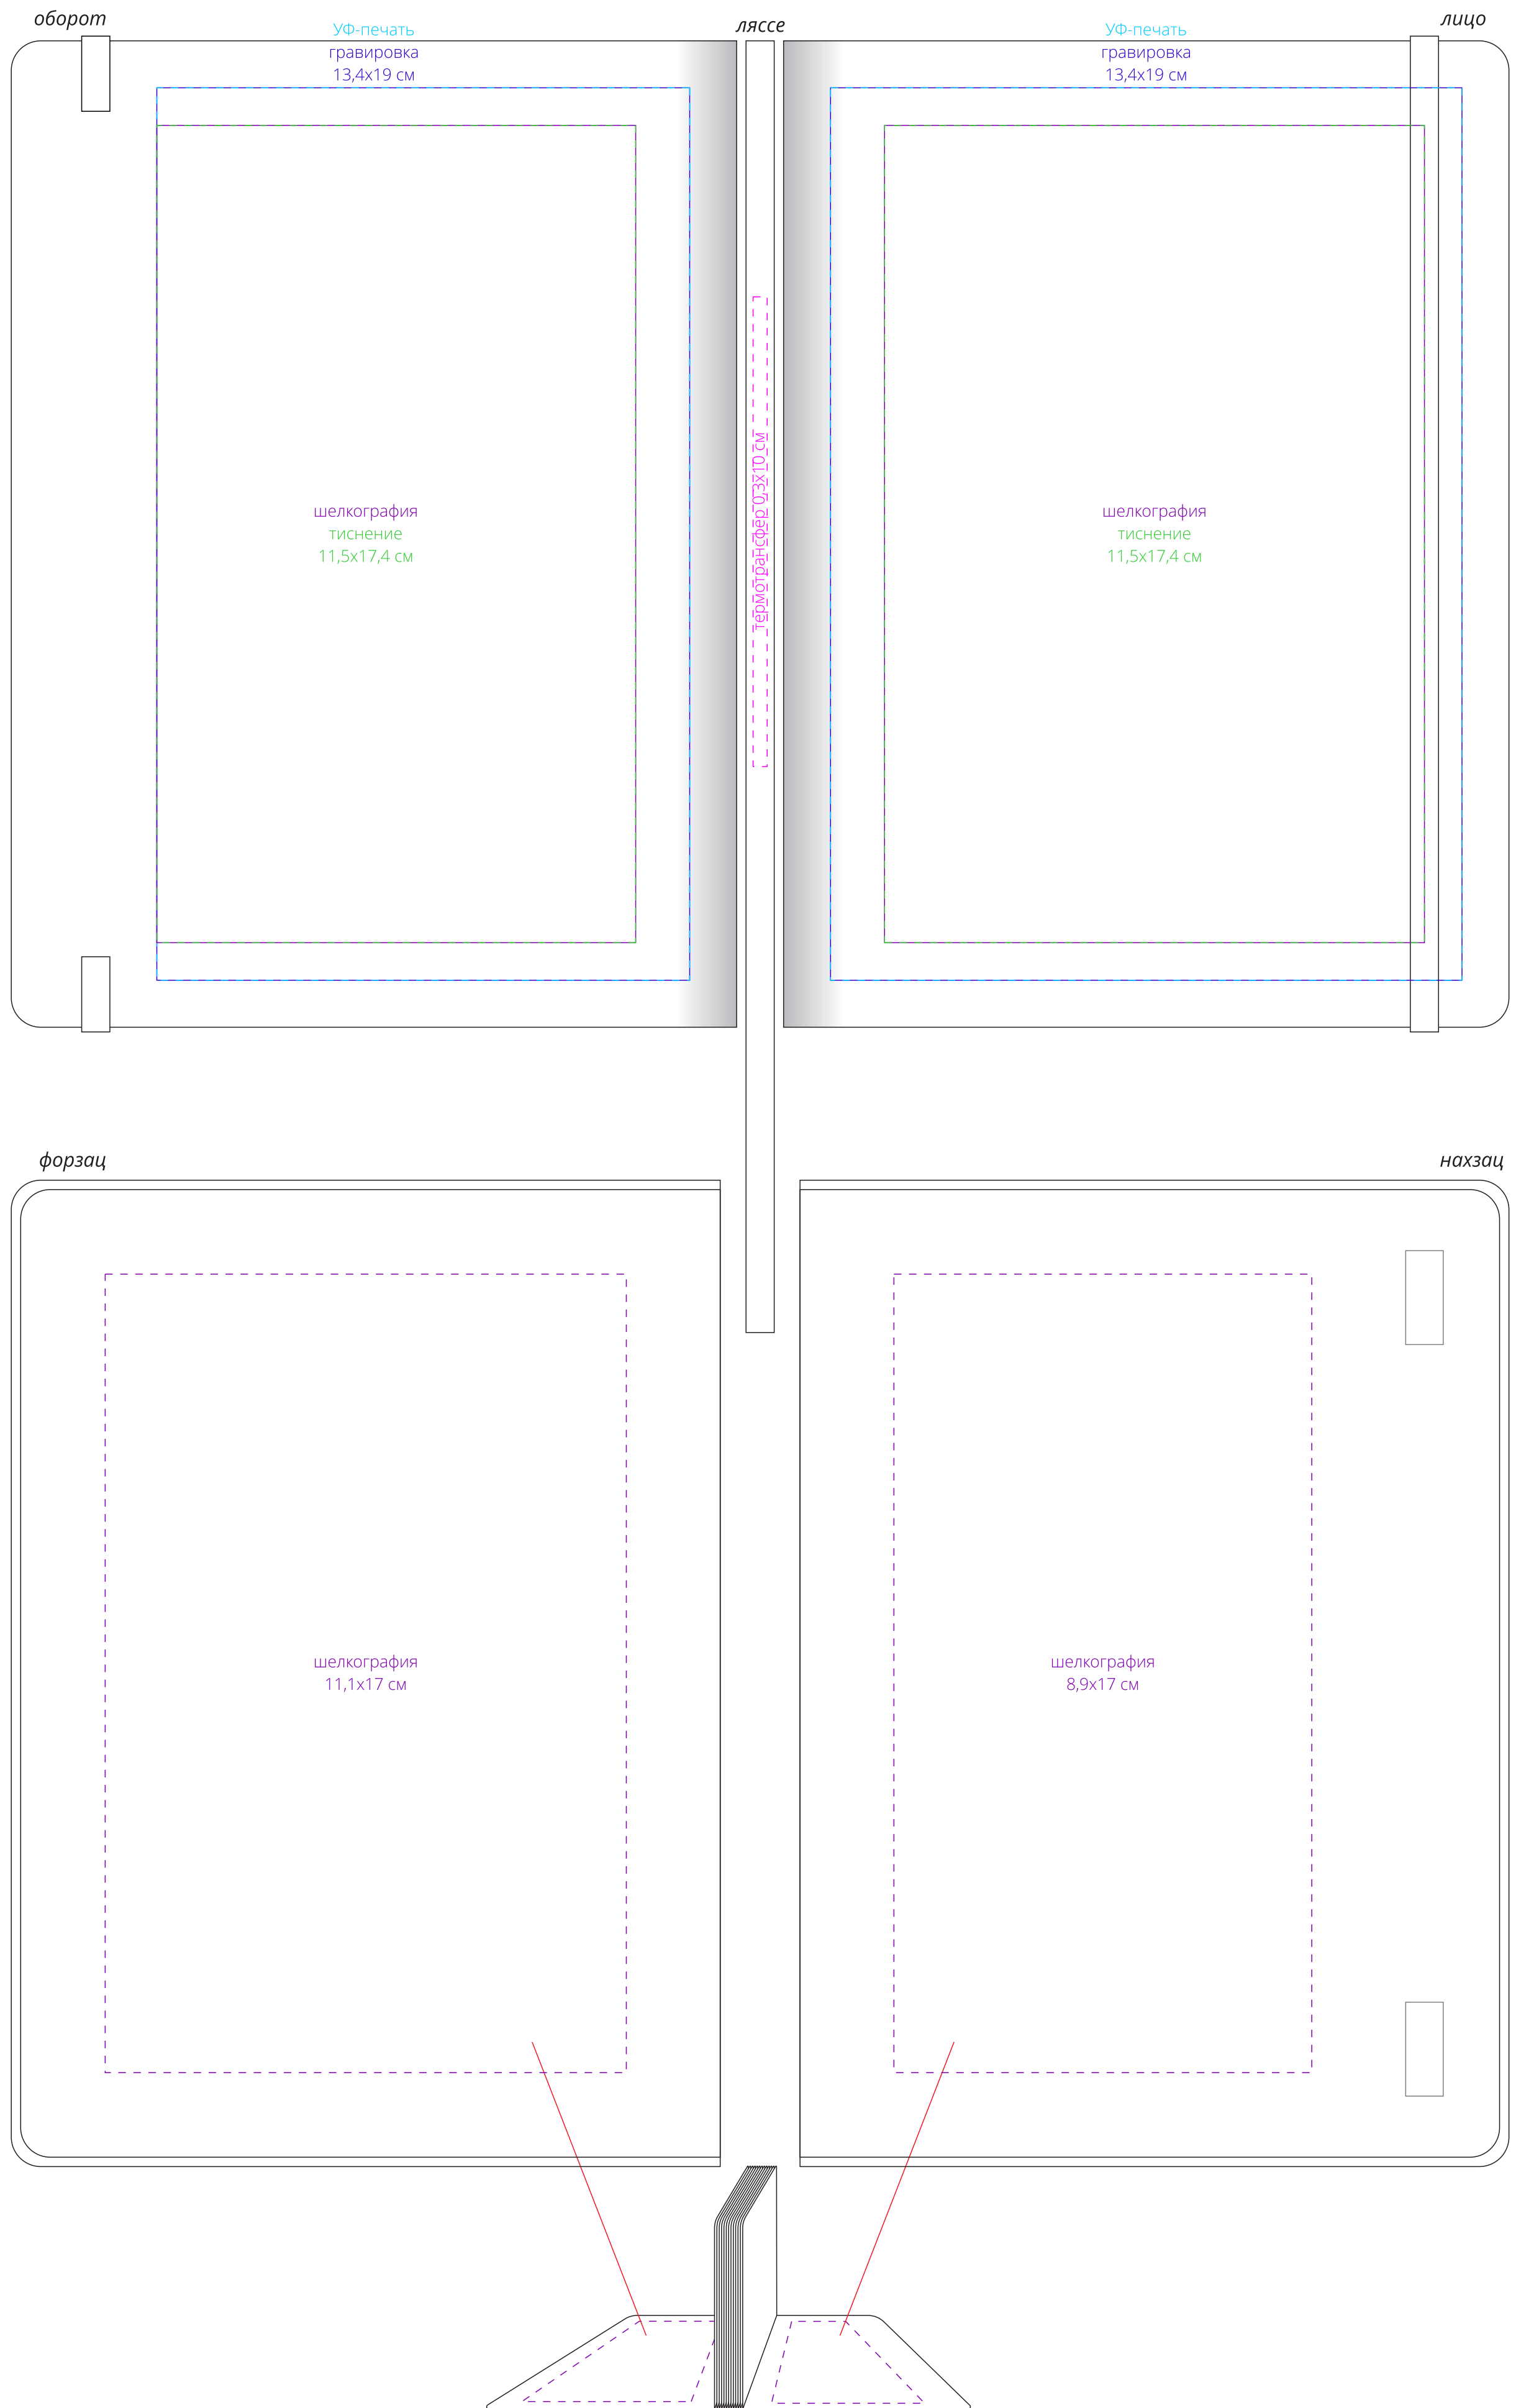 оборот
ляссе
лицо
УФ-печать
гравировка
13,4х19 см
УФ-печать
гравировка
13,4х19 см
шелкография
тиснение
11,5х17,4 см
термотрансфер 0,3х10 см
шелкография
тиснение
11,5х17,4 см
форзац
нахзац
шелкография
11,1х17 см
шелкография
8,9х17 см